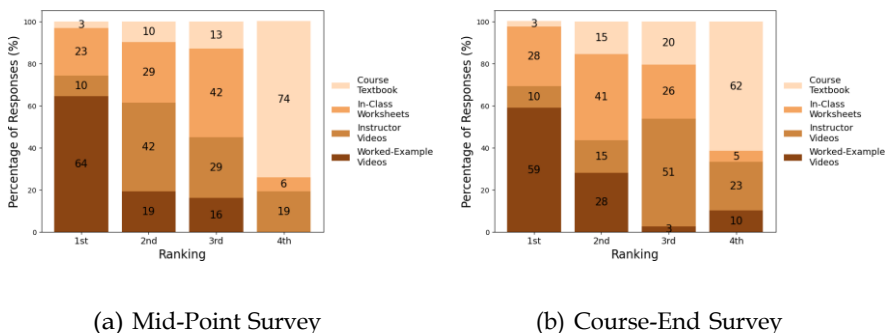 Percentage of Responses (%)
100
80
60
40
20
0
3
23
10
64
10
29
42
19
13
42
29
16
74
6
19
1st
2nd
3rd
4th
Ranking
Course
Textbook
In-Class
Worksheets
Instructor
Videos
Worked-Example
Videos
(a) Mid-Point Survey
Percentage of Responses (%)
100
80
60
40
20
0
3
28
10
59
15
41
15
28
20
26
51
3
62
5
23
10
1st
2nd
3rd
4th
Ranking
Course
Textbook
In-Class
Worksheets
Instructor
Videos
Worked-Example
Videos
(b) Course-End Survey